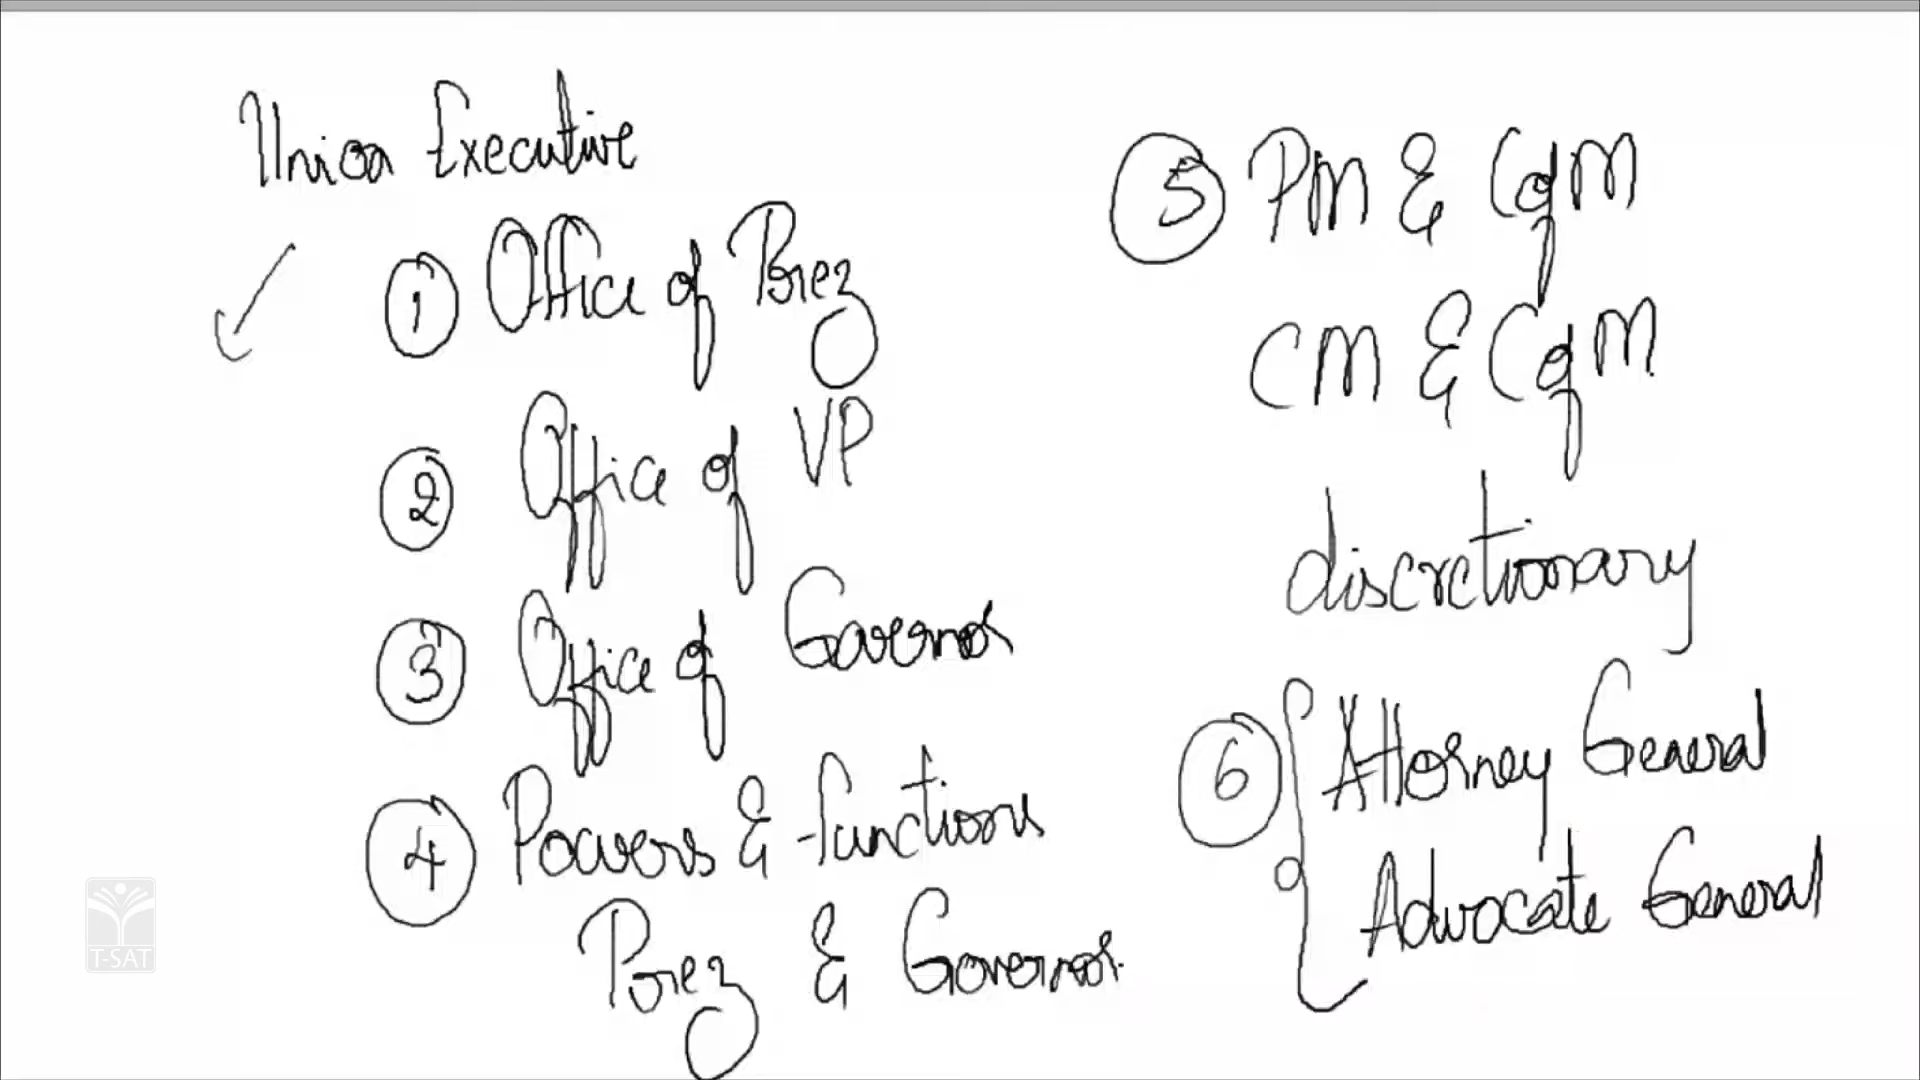 Union Executive
1 Office of Prez
2 Office of VP
3 Office of Governor
4 Powers & functions
Prez & Governor
5 PM & CoM
CM & CoM
discretionary
6 Attorney General
Advocate General
T-SAT